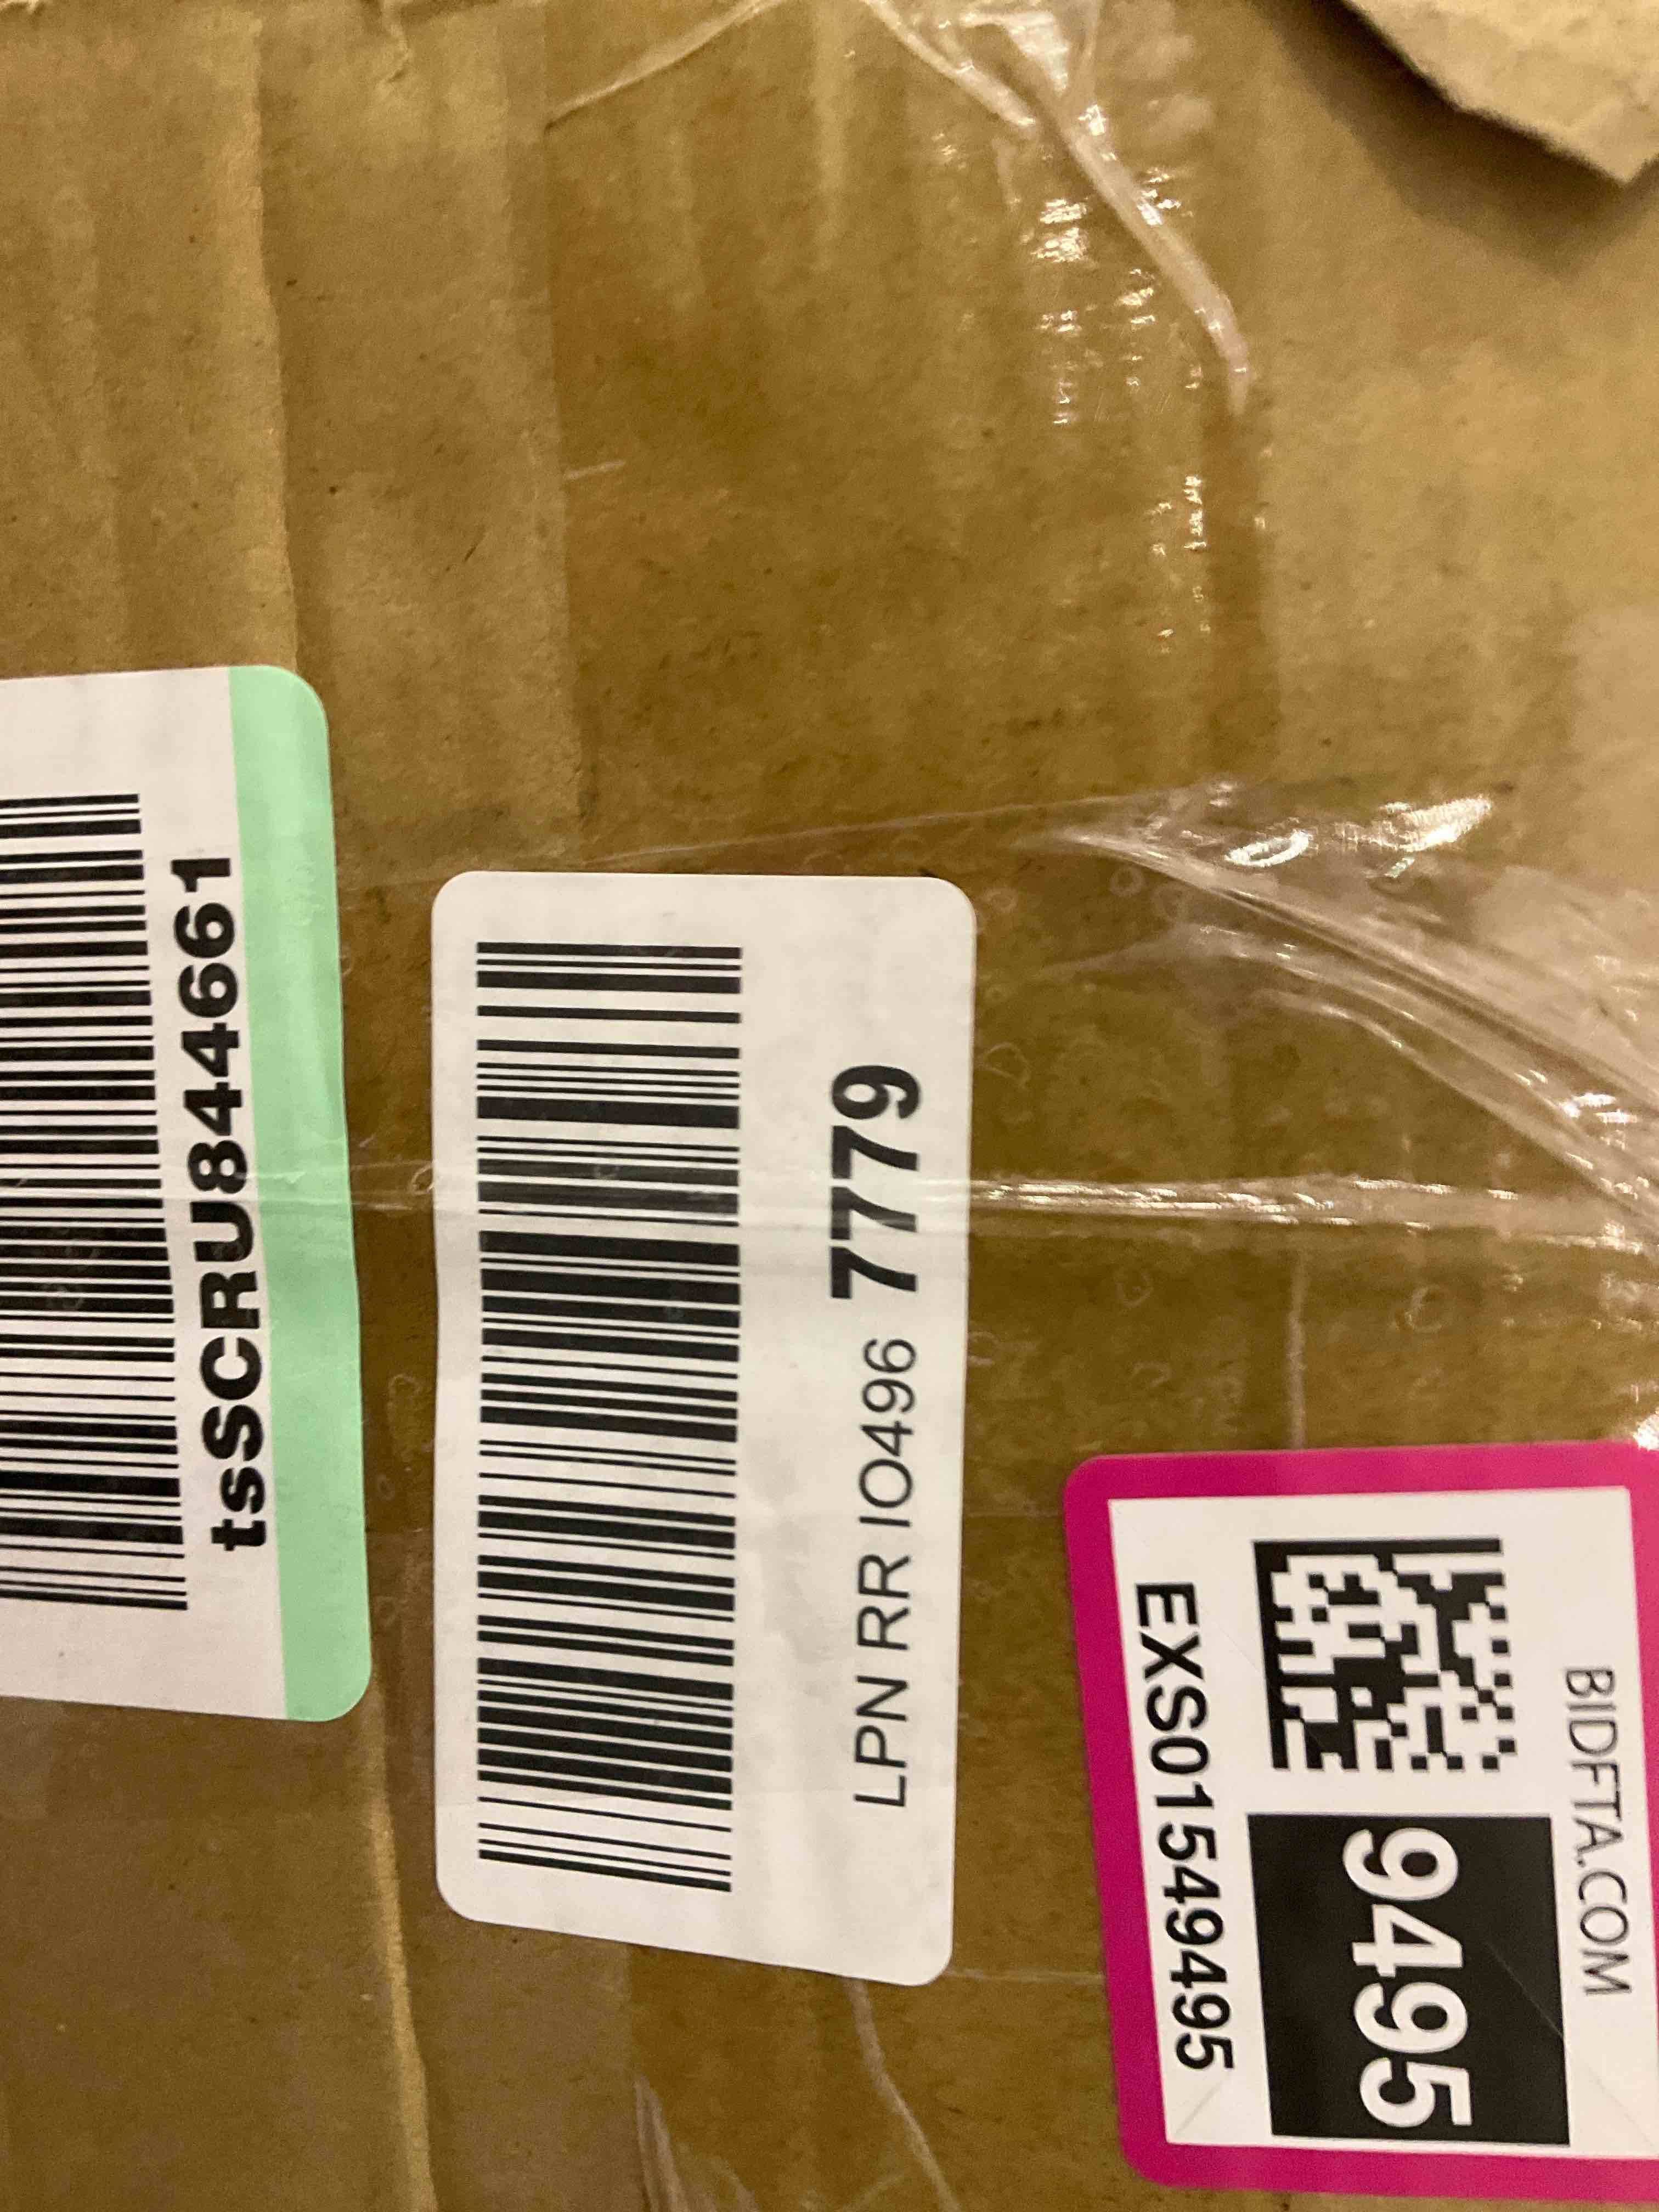 tsSCRU844661
LPN RR IO496 7779
BIDFTA.COM
9495
EXS01549495